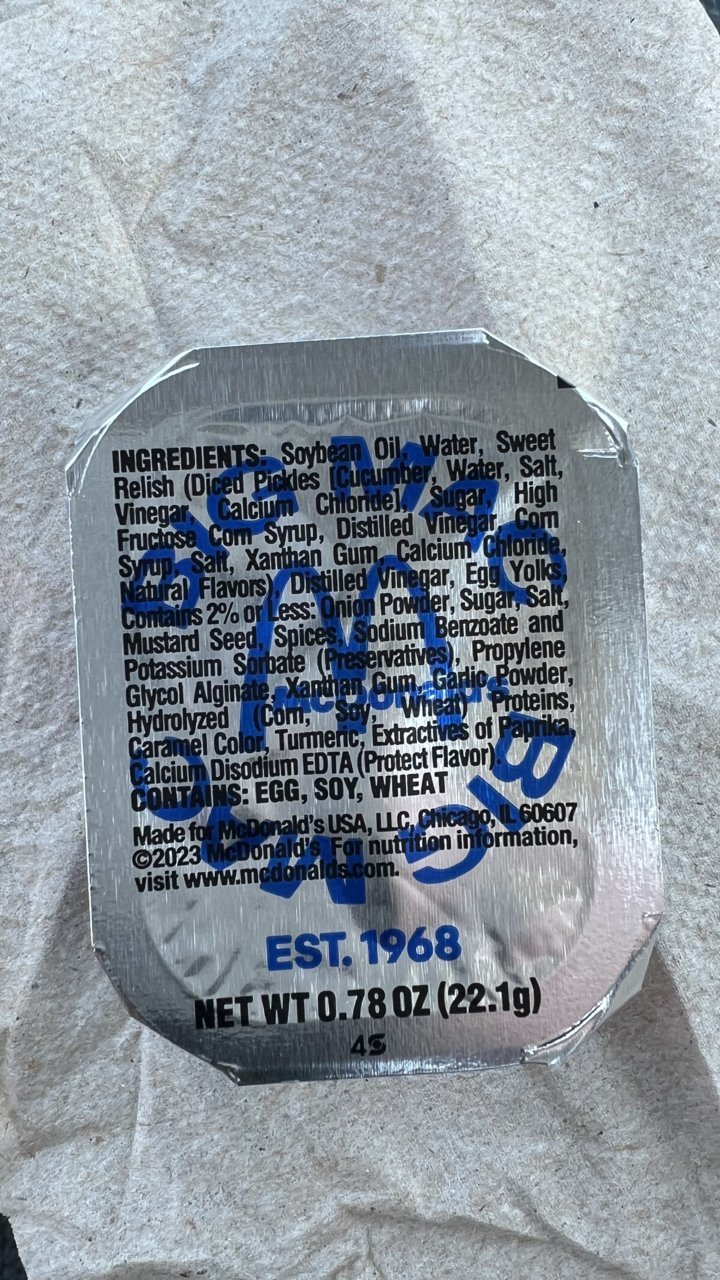 INGREDIENTS: Soybean Oil, Water, Sweet
Relish (Diced Pickles [Cucumber, Water, Salt,
Vinegar, Calcium Chloride], Sugar, High
Fructose Corn Syrup, Distilled Vinegar, Corn
Syrup, Salt, Xanthan Gum, Calcium Chloride,
Natural Flavors), Distilled Vinegar, Egg Yolks,
Contains 2% or Less: Onion Powder, Sugar, Salt,
Mustard Seed, Spices, Sodium Benzoate and
Potassium Sorbate (Preservatives), Propylene
Glycol Alginate, Xanthan Gum, Garlic Powder,
Hydrolyzed (Corn, Soy, Wheat) Proteins,
Caramel Color, Turmeric, Extractives of Paprika,
Calcium Disodium EDTA (Protect Flavor).
CONTAINS: EGG, SOY, WHEAT
Made for McDonald's USA, LLC, Chicago, IL 60607
©2023 McDonald's For nutrition information,
visit www.mcdonalds.com.
BIG MAC
McDonald's
BIG MAC
EST. 1968
NET WT 0.78 OZ (22.1g)